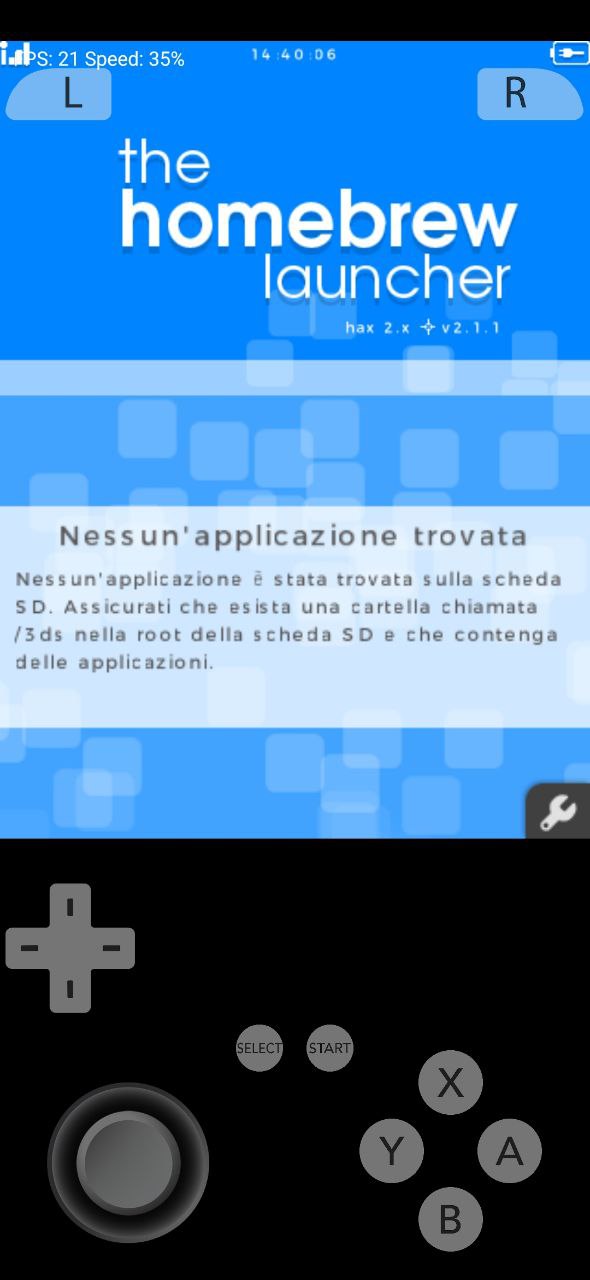 PS: 21 Speed: 35%
14:40:06
L
R
the
homebrew
launcher
hax 2.x v2.1.1
Nessun'applicazione trovata
Nessun'applicazione è stata trovata sulla scheda
SD. Assicurati che esista una cartella chiamata
/3ds nella root della scheda SD e che contenga
delle applicazioni.
SELECT
START
X
Y
A
B